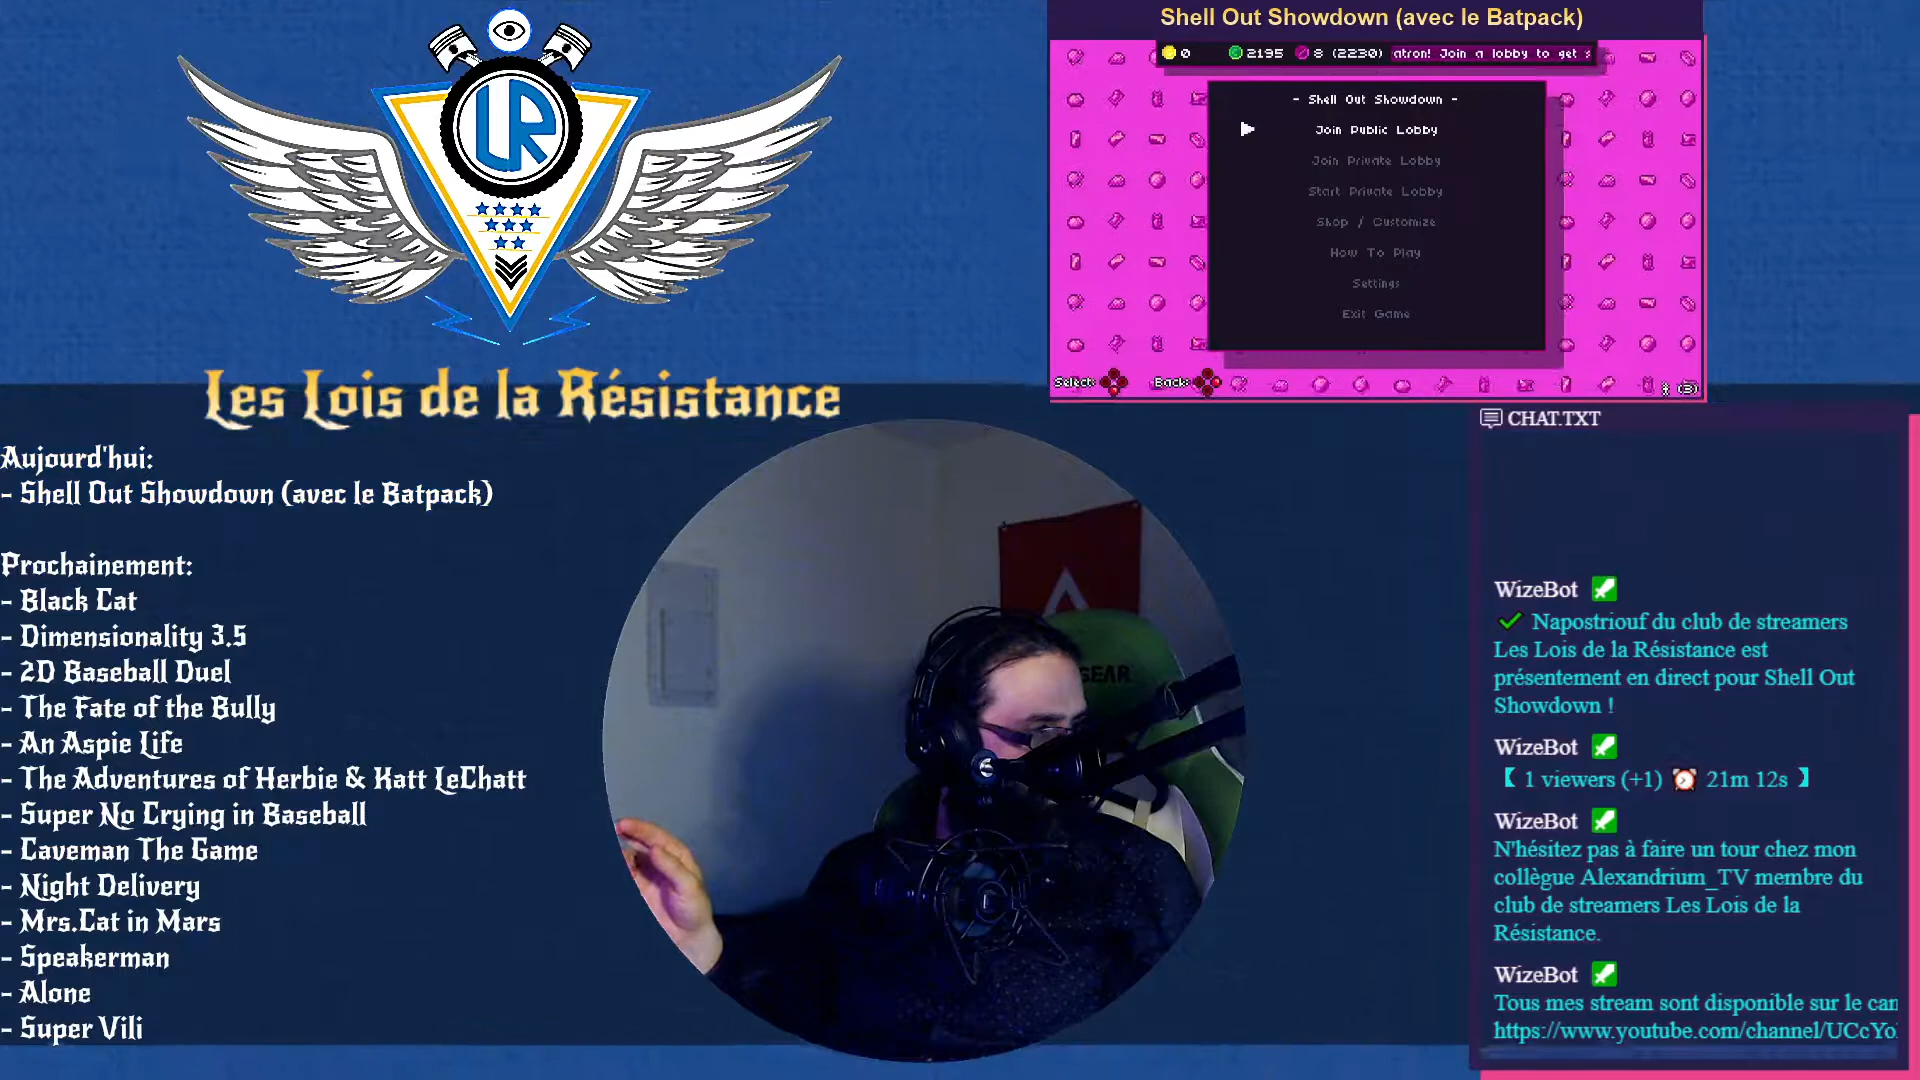 LR
Les Lois de la Résistance
Aujourd'hui:
- Shell Out Showdown (avec le Batpack)
Prochainement:
- Black Cat
- Dimensionality 3.5
- 2D Baseball Duel
- The Fate of the Bully
- An Aspie Life
- The Adventures of Herbie & Katt LeChatt
- Super No Crying in Baseball
- Caveman The Game
- Night Delivery
- Mrs.Cat in Mars
- Speakerman
- Alone
- Super Vili
Shell Out Showdown (avec le Batpack)
0 2195 8 (2230) atron! Join a lobby to get s
- Shell Out Showdown -
Join Public Lobby
Join Private Lobby
Start Private Lobby
Shop / Customize
How To Play
Settings
Exit Game
Select: Back: (3)
GEAR
CHAT.TXT
WizeBot
Napostriouf du club de streamers
Les Lois de la Résistance est
présentement en direct pour Shell Out
Showdown !
WizeBot
【 1 viewers (+1) ⏰ 21m 12s 】
WizeBot
N'hésitez pas à faire un tour chez mon
collègue Alexandrium_TV membre du
club de streamers Les Lois de la
Résistance.
WizeBot
Tous mes stream sont disponible sur le can
https://www.youtube.com/channel/UCcYo